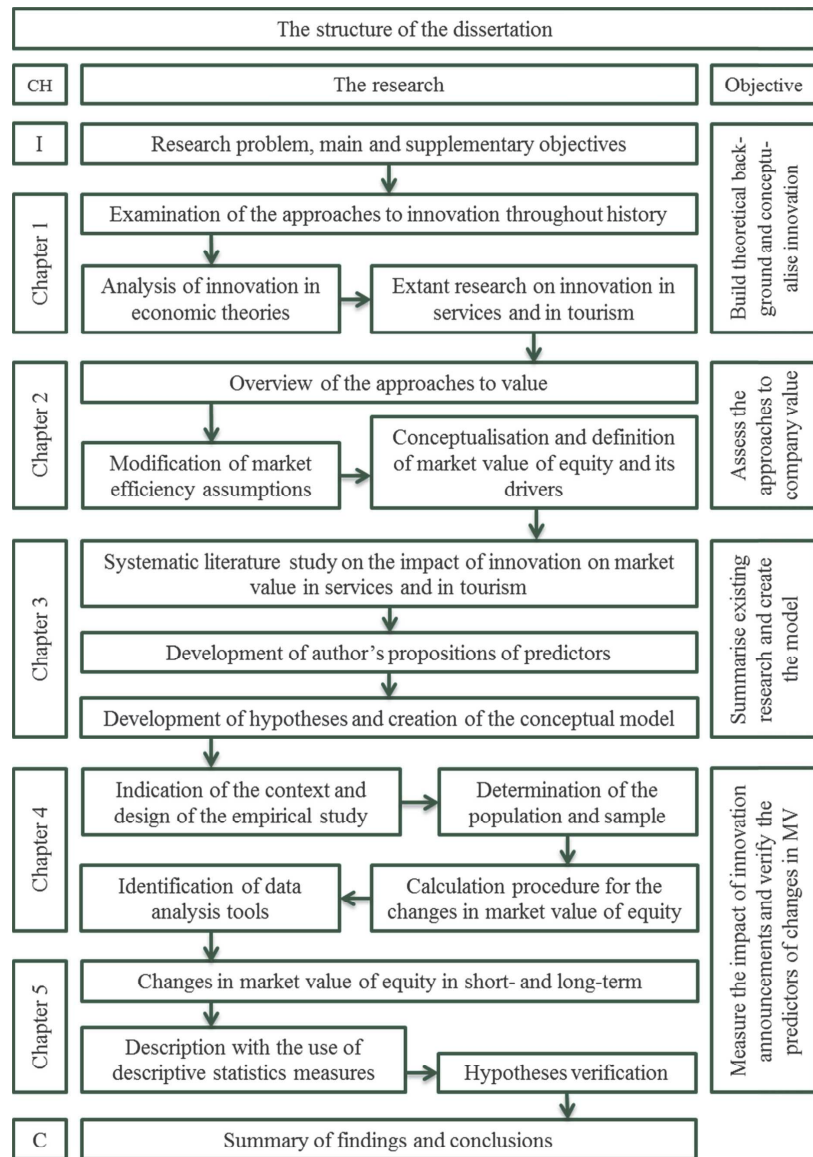 The structure of the dissertation
CH
The research
Objective
I
Research problem, main and supplementary objectives
Build theoretical back-
ground and conceptu-
alise innovation
Chapter 1
Examination of the approaches to innovation throughout history
Analysis of innovation in
economic theories
Extant research on innovation in
services and in tourism
Chapter 2
Overview of the approaches to value
Assess the
approaches to
company value
Modification of market
efficiency assumptions
Conceptualisation and definition
of market value of equity and its
drivers
Chapter 3
Systematic literature study on the impact of innovation on market
value in services and in tourism
Summarise existing
research and create
the model
Development of author's propositions of predictors
Development of hypotheses and creation of the conceptual model
Chapter 4
Indication of the context and
design of the empirical study
Determination of the
population and sample
Measure the impact of innovation
announcements and verify the
predictors of changes in MV
Identification of data
analysis tools
Calculation procedure for the
changes in market value of equity
Chapter 5
Changes in market value of equity in short- and long-term
Description with the use of
descriptive statistics measures
Hypotheses verification
C
Summary of findings and conclusions